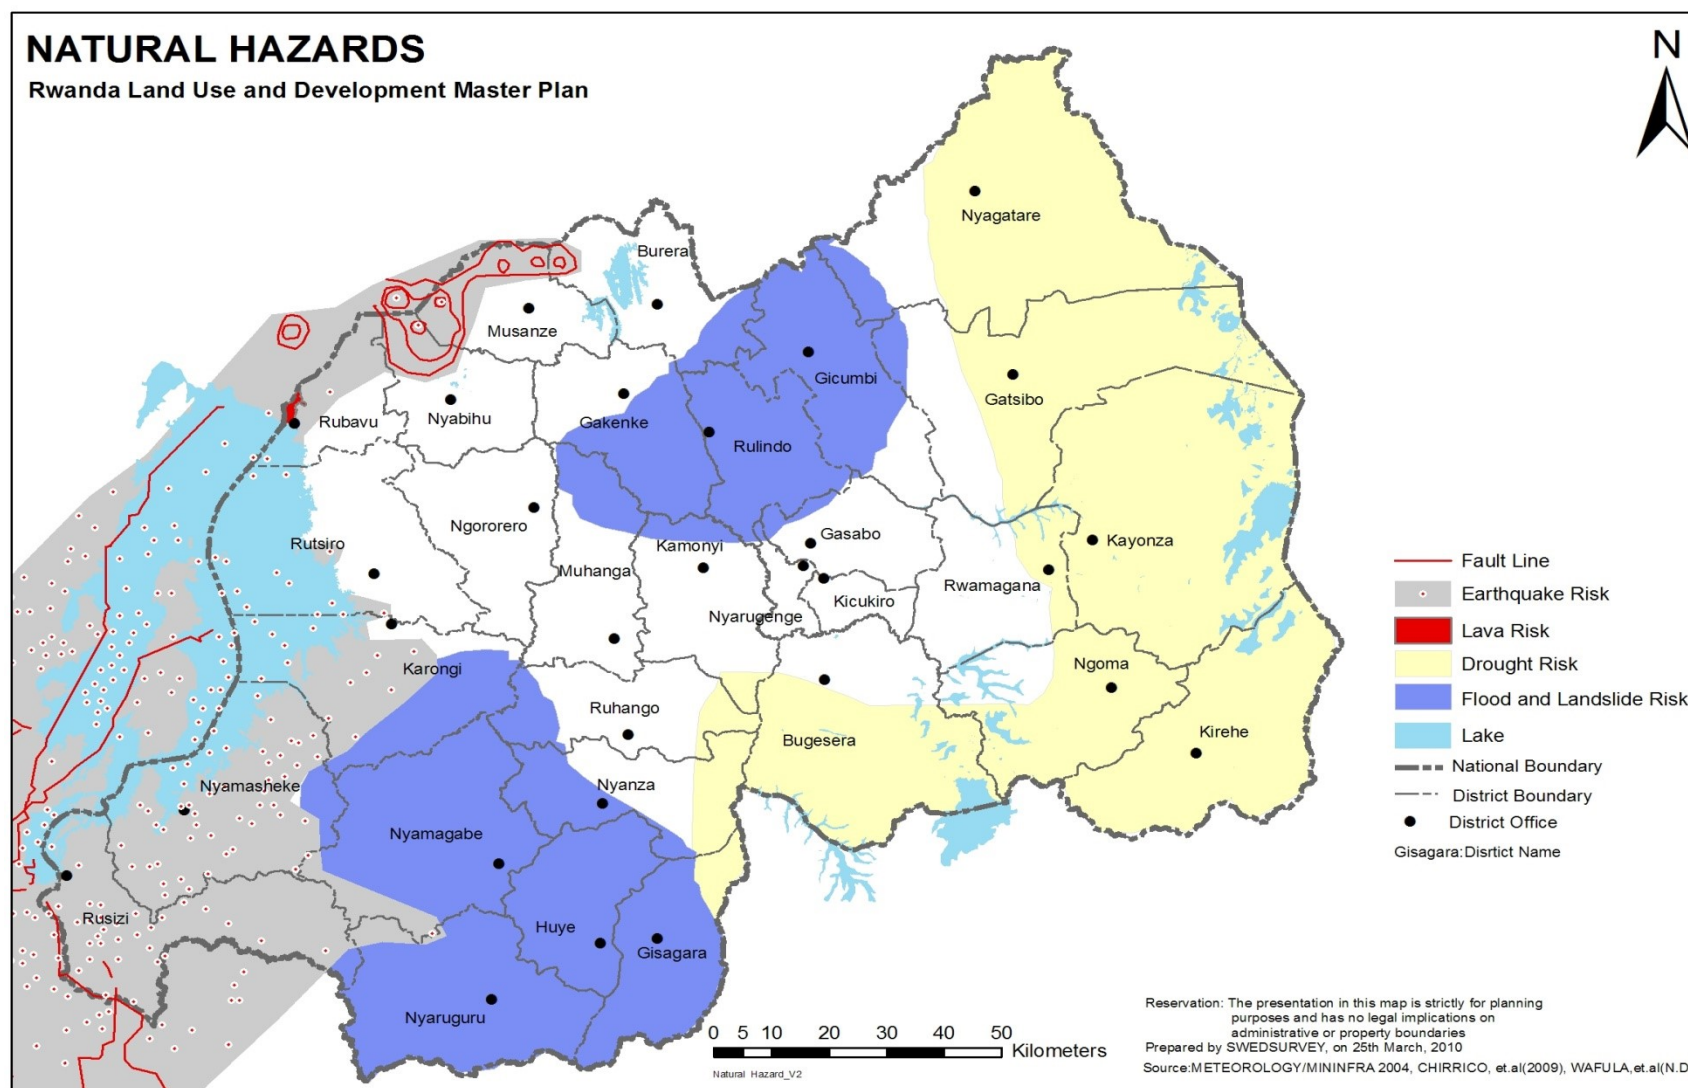 NATURAL HAZARDS
Rwanda Land Use and Development Master Plan
N
Nyagatare
Burera
Musanze
Gicumbi
Gatsibo
Rubavu
Nyabihu
Gakenke
Rulindo
Ngororero
Gasabo
Kayonza
Rutsiro
Kamonyi
Muhanga
Rwamagana
Kicukiro
Nyarugenge
Karongi
Ngoma
Ruhango
Bugesera
Kirehe
Nyamasheke
Nyanza
Nyamagabe
Rusizi
Huye
Gisagara
Nyaruguru
Fault Line
Earthquake Risk
Lava Risk
Drought Risk
Flood and Landslide Risk
Lake
National Boundary
District Boundary
District Office
Gisagara:Disrtict Name
0 5 10 20 30 40 50
Kilometers
Natural Hazard_V2
Reservation: The presentation in this map is strictly for planning
purposes and has no legal implications on
administrative or property boundaries
Prepared by SWEDSURVEY, on 25th March, 2010
Source:METEOROLOGY/MININFRA 2004, CHIRRICO, et.al(2009), WAFULA,et.al(N.D